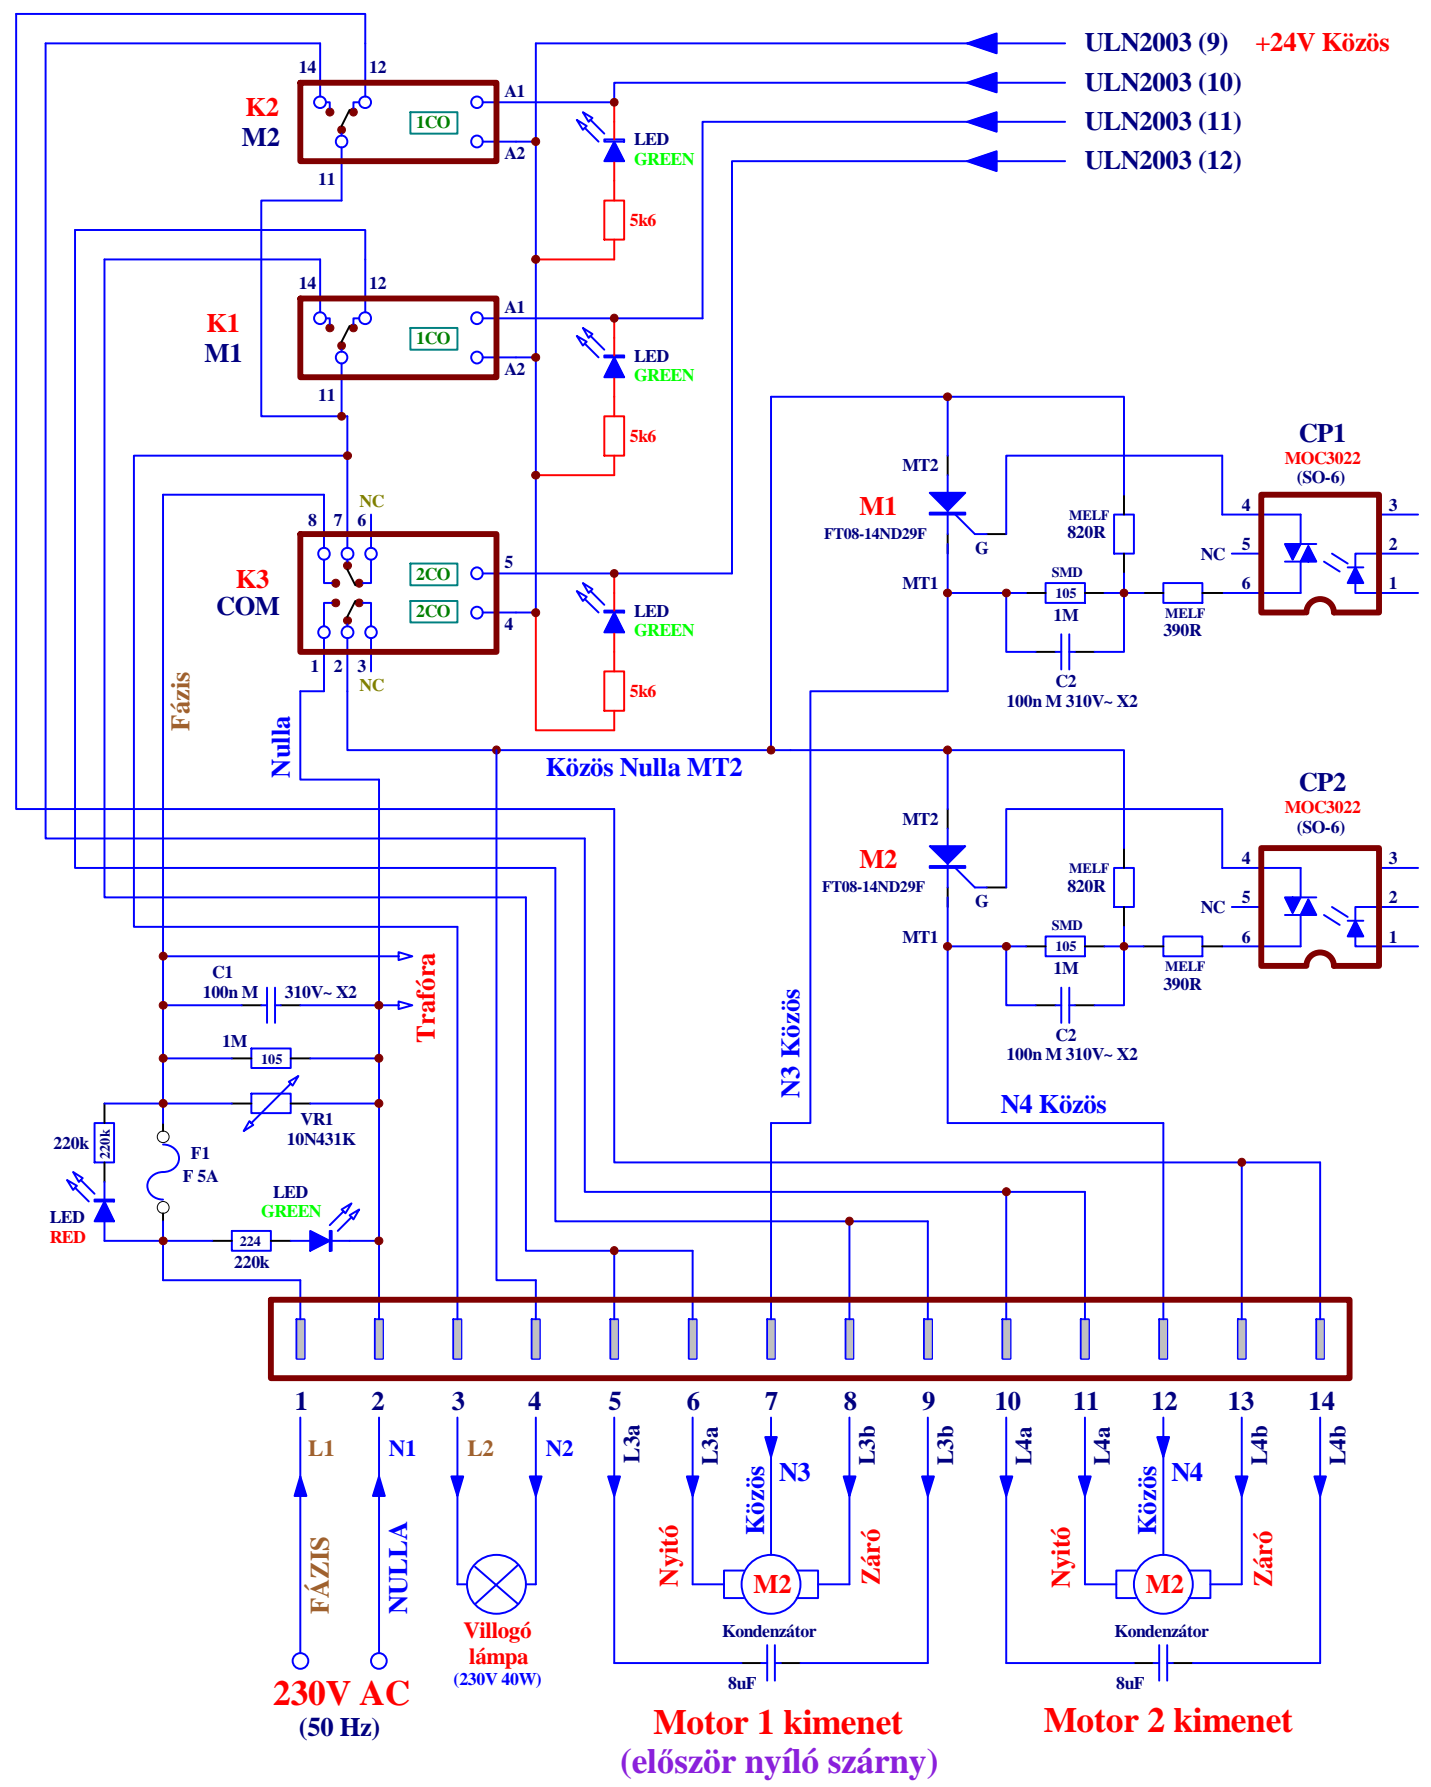 ULN2003 (9) +24V Közös
ULN2003 (10)
ULN2003 (11)
ULN2003 (12)
14
12
K2
M2
1CO
A1
A2
11
LED
GREEN
5k6
14
12
K1
M1
1CO
A1
A2
11
LED
GREEN
5k6
NC
8 7 6
K3
COM
2CO
2CO
5
4
1 2 3
NC
LED
GREEN
5k6
Fázis
Nulla
Közös Nulla MT2
MT2
M1
FT08-14ND29F
G
MT1
MELF
820R
SMD
105
1M
C2
100n M 310V~ X2
MELF
390R
CP1
MOC3022
(SO-6)
4
NC 5
6
3
2
1
MT2
M2
FT08-14ND29F
G
MT1
MELF
820R
SMD
105
1M
C2
100n M 310V~ X2
MELF
390R
CP2
MOC3022
(SO-6)
4
NC 5
6
3
2
1
N3 Közös
N4 Közös
Trafóra
C1
100n M 310V~ X2
1M
105
VR1
10N431K
220k
220k
F1
F 5A
LED
RED
LED
GREEN
224
220k
1 2 3 4 5 6 7 8 9 10 11 12 13 14
L1 N1 L2 N2 L3a L3a N3 L3b L3b L4a L4a N4 L4b L4b
FÁZIS
NULLA
Nyitó
Közös
Záró
Nyitó
Közös
Záró
M2
M2
230V AC
(50 Hz)
Villogó
lámpa
(230V 40W)
Kondenzátor
8uF
Kondenzátor
8uF
Motor 1 kimenet
(először nyíló szárny)
Motor 2 kimenet